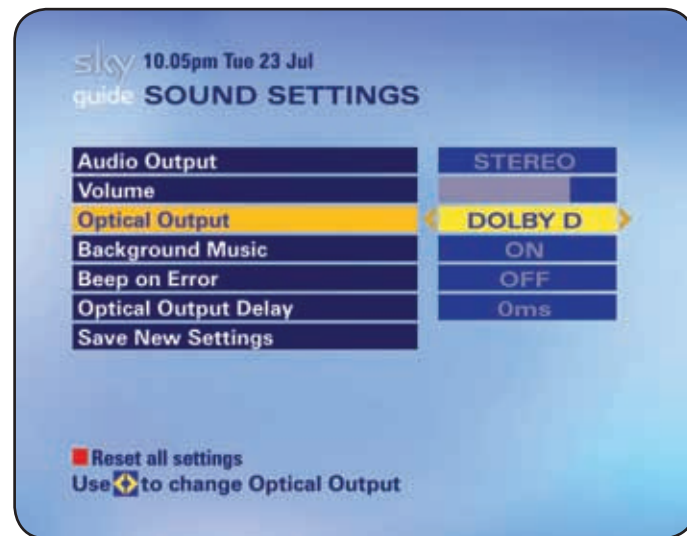 sky 10.05pm Tue 23 Jul
guide SOUND SETTINGS
Audio Output STEREO
Volume
Optical Output DOLBY D
Background Music ON
Beep on Error OFF
Optical Output Delay 0ms
Save New Settings
Reset all settings
Use to change Optical Output